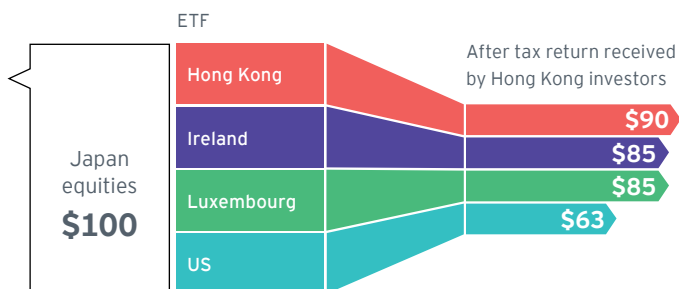 ETF
After tax return received
by Hong Kong investors
Hong Kong
$90
Ireland
$85
Japan
equities
$100
Luxembourg
$85
$63
US